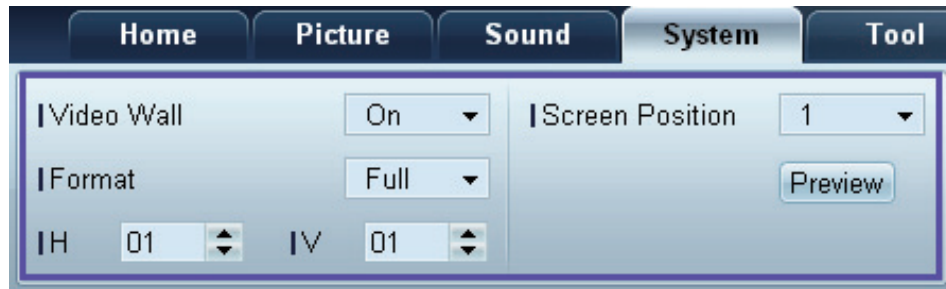 Home Picture Sound System Tool
Video Wall On Screen Position 1
Format Full Preview
H 01 V 01